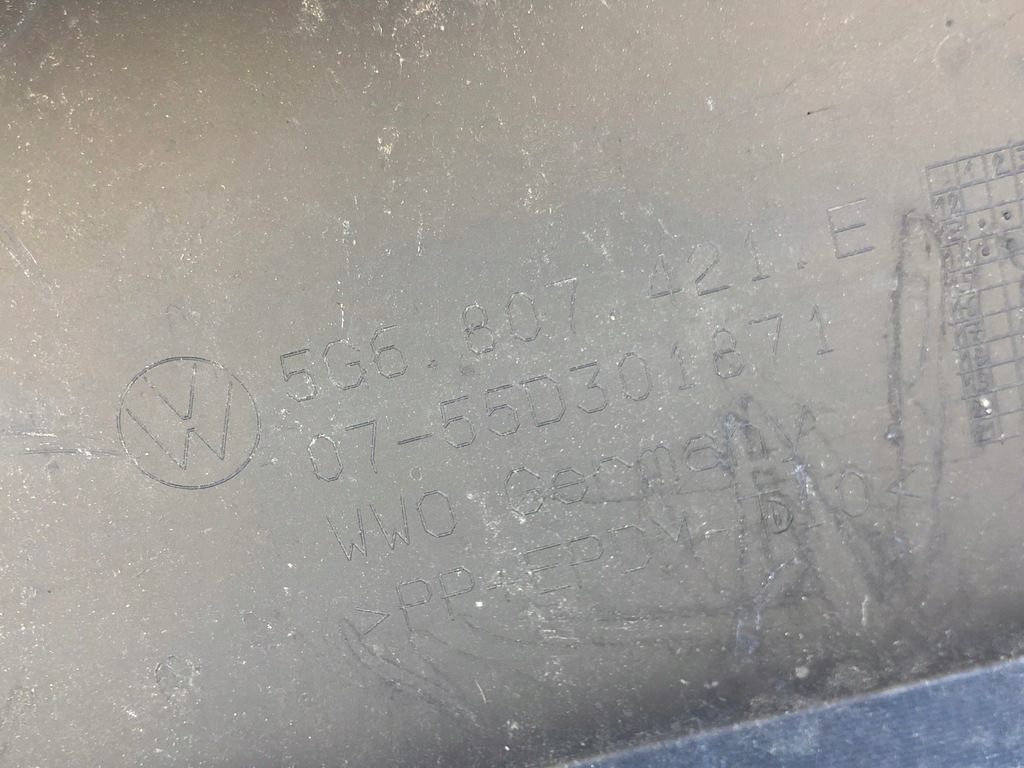 5G6.807.421.E
07-55D301871
WWO Germany
>PP-EPDM-T10<